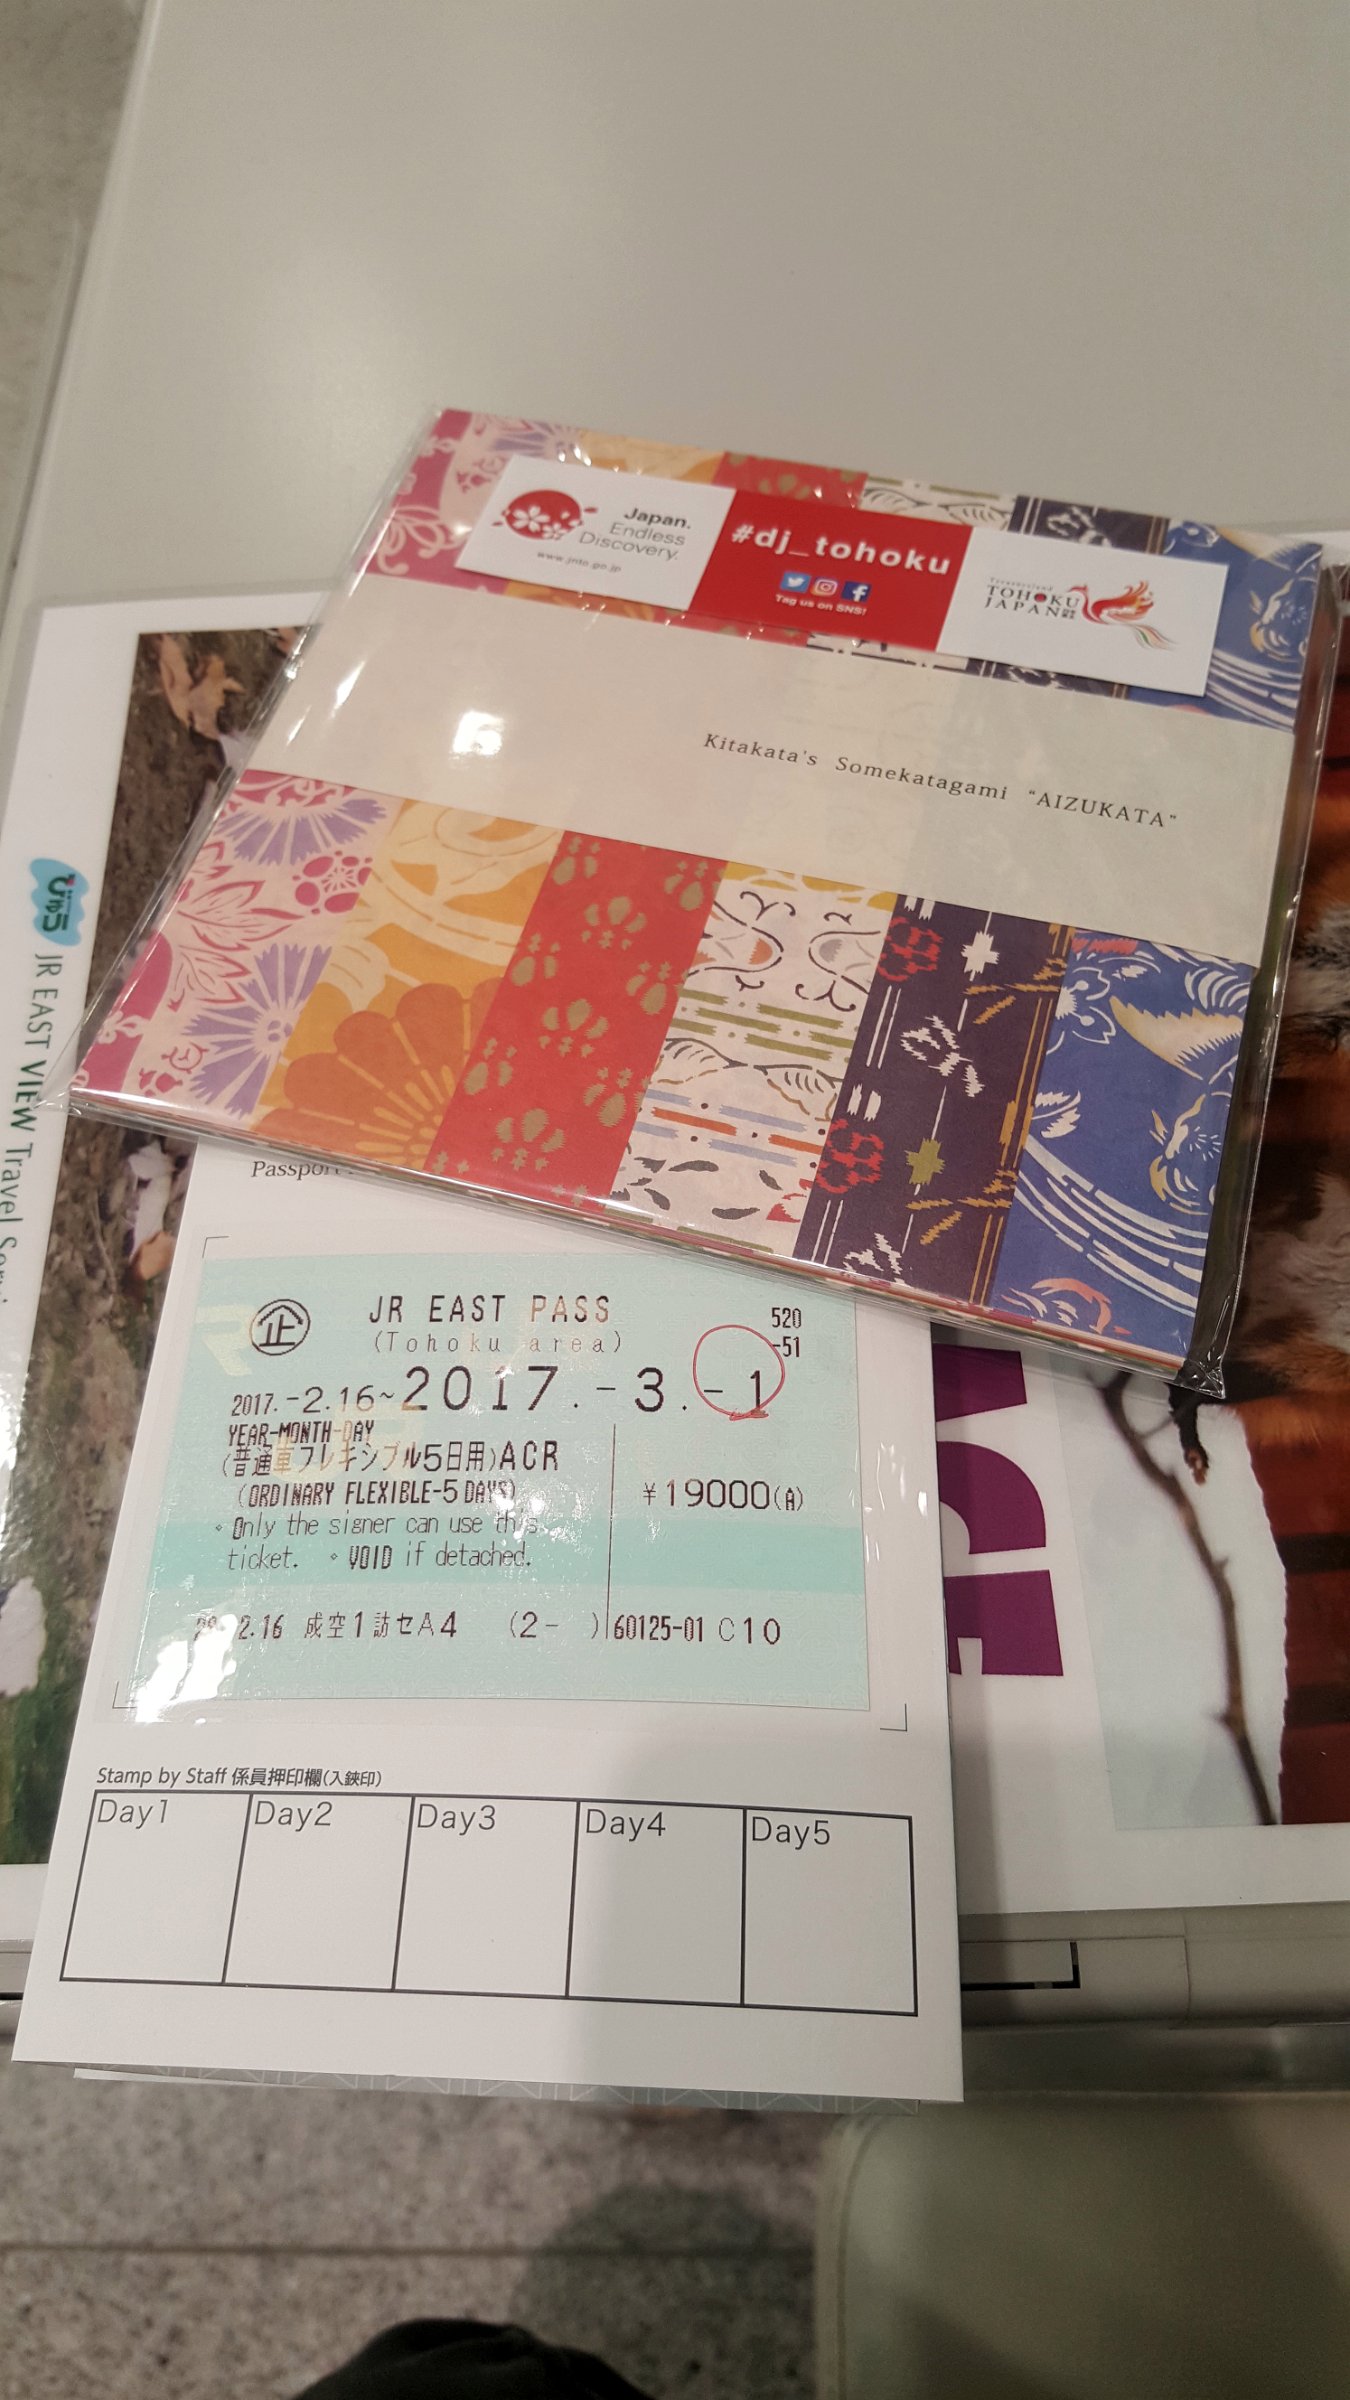 Japan.
Endless
Discovery.
www.jnto.go.jp
#dj_tohoku
Tag us on SNS!
TOHOKU
JAPAN
Kitakata's Somekatagami "AIZUKATA"
びゅう
JR EAST VIEW Travel
Passport
企
JR EAST PASS
(Tohoku area)
520
-51
2017.-2.16~2017.-3.-1
YEAR-MONTH-DAY
(普通車フレキシブル5日用)ACR
(ORDINARY FLEXIBLE-5 DAYS)
¥19000(A)
◦Only the signer can use this
ticket. ◦VOID if detached.
2.16 成空1訪セA4 (2- ) 60125-01 C10
Stamp by Staff 係員押印欄(入鋏印)
Day1 Day2 Day3 Day4 Day5